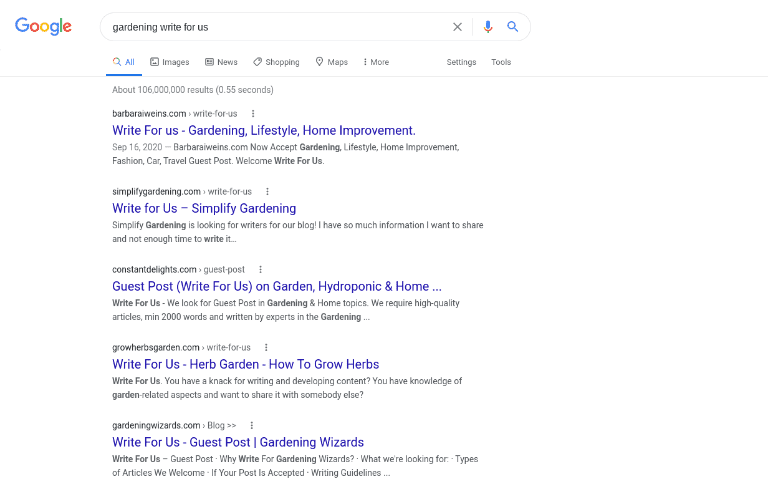 Google
gardening write for us
All Images News Shopping Maps More Settings Tools
About 106,000,000 results (0.55 seconds)
barbaraiweins.com › write-for-us
Write For us - Gardening, Lifestyle, Home Improvement.
Sep 16, 2020 — Barbaraiweins.com Now Accept Gardening, Lifestyle, Home Improvement,
Fashion, Car, Travel Guest Post. Welcome Write For Us.
simplifygardening.com › write-for-us
Write for Us – Simplify Gardening
Simplify Gardening is looking for writers for our blog! I have so much information I want to share
and not enough time to write it...
constantdelights.com › guest-post
Guest Post (Write For Us) on Garden, Hydroponic & Home ...
Write For Us - We look for Guest Post in Gardening & Home topics. We require high-quality
articles, min 2000 words and written by experts in the Gardening ...
growherbsgarden.com › write-for-us
Write For Us - Herb Garden - How To Grow Herbs
Write For Us. You have a knack for writing and developing content? You have knowledge of
garden-related aspects and want to share it with somebody else?
gardeningwizards.com › Blog >>
Write For Us - Guest Post | Gardening Wizards
Write For Us – Guest Post · Why Write For Gardening Wizards? · What we're looking for: · Types
of Articles We Welcome · If Your Post Is Accepted · Writing Guidelines ...